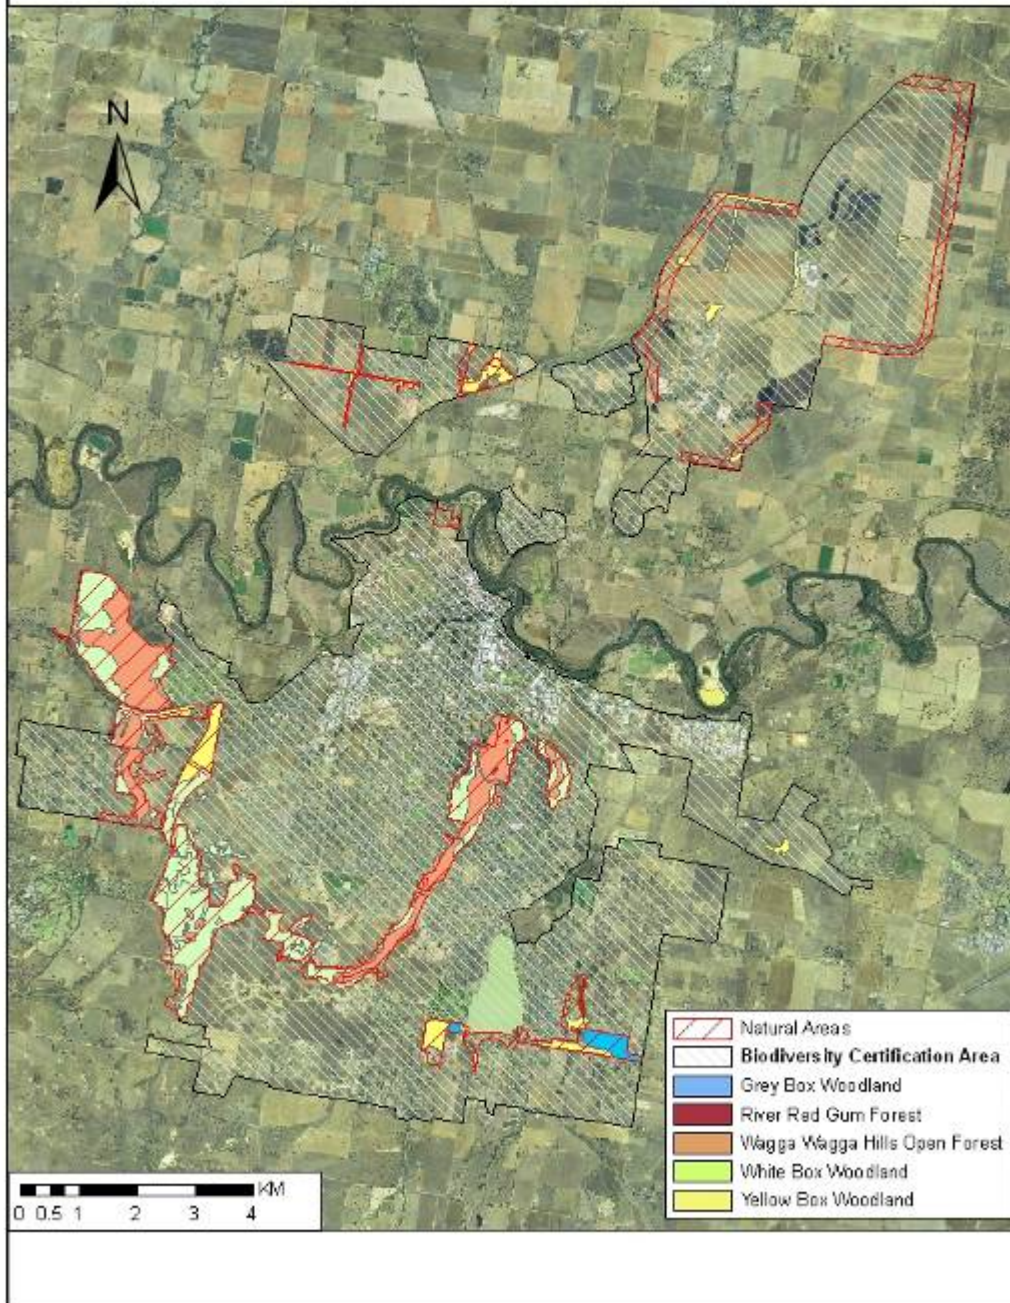 N
Natural Areas
Biodiversity Certification Area
Grey Box Woodland
River Red Gum Forest
Wagga Wagga Hills Open Forest
White Box Woodland
Yellow Box Woodland
KM
0 0.5 1 2 3 4